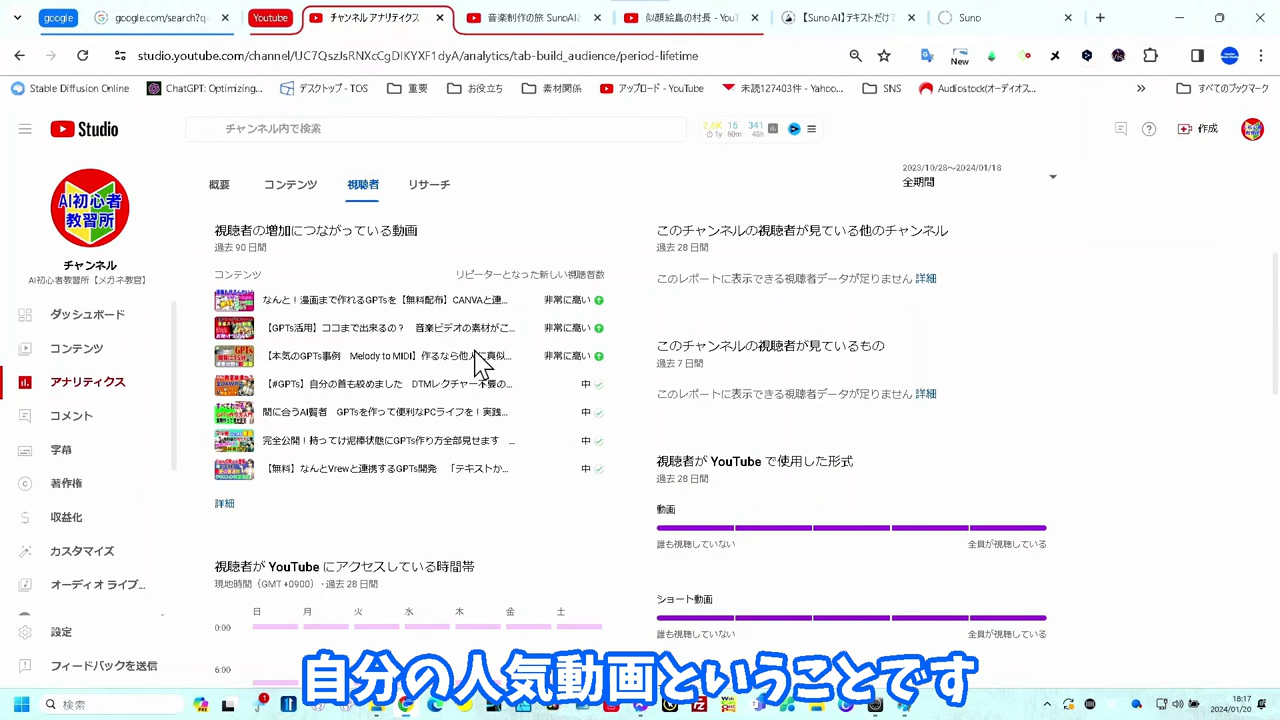 google
google.com/search?q=
Youtube
チャンネル アナリティクス
音楽制作の旅 SunoAIと
似顔絵島の村長 - YouT
【Suno AI】テキストだけで
Suno
studio.youtube.com/channel/UC7QszJsRNXcCgDIKYXF1dyA/analytics/tab-build_audience/period-lifetime
New
Stable Diffusion Online
ChatGPT: Optimizing...
デスクトップ - TOS
重要
お役立ち
素材関係
アップロード - YouTube
未読127403件 - Yahoo...
SNS
Audiostock(オーディオス...
すべてのブックマーク
Studio
チャンネル内で検索
2.6K 15 341
1y 60m 48h
作成
概要
コンテンツ
視聴者
リサーチ
2023/10/28～2024/01/18
全期間
AI初心者
教習所
チャンネル
AI初心者教習所【メガネ教官】
ダッシュボード
コンテンツ
アナリティクス
コメント
字幕
著作権
収益化
カスタマイズ
オーディオ ライブ...
設定
フィードバックを送信
視聴者の増加につながっている動画
過去 90 日間
コンテンツ
リピーターとなった新しい視聴者数
なんと！漫画まで作れるGPTsを【無料配布】CANVAと連...
非常に高い
【GPTs活用】ココまで出来るの？ 音楽ビデオの素材がこ...
非常に高い
【本気のGPTs事例 Melody to MIDI】作るなら他人に真似...
非常に高い
【#GPTs】自分の首も絞めました DTMレクチャー本要の...
中
間に合うAI賢者 GPTsを作って便利なPCライフを！実践...
中
完全公開！持ってけ泥棒状態にGPTs作り方全部見せます ...
中
【無料】なんとVrewと連携するGPTs開発 「テキストか...
中
詳細
視聴者が YouTube にアクセスしている時間帯
現地時間（GMT +0900）・過去 28 日間
日 月 火 水 木 金 土
0:00
6:00
このチャンネルの視聴者が見ている他のチャンネル
過去 28 日間
このレポートに表示できる視聴者データが足りません 詳細
このチャンネルの視聴者が見ているもの
過去 7 日間
このレポートに表示できる視聴者データが足りません 詳細
視聴者が YouTube で使用した形式
過去 28 日間
動画
誰も視聴していない
全員が視聴している
ショート動画
誰も視聴していない
全員が視聴している
自分の人気動画ということです
検索
18:17
2024/01/20